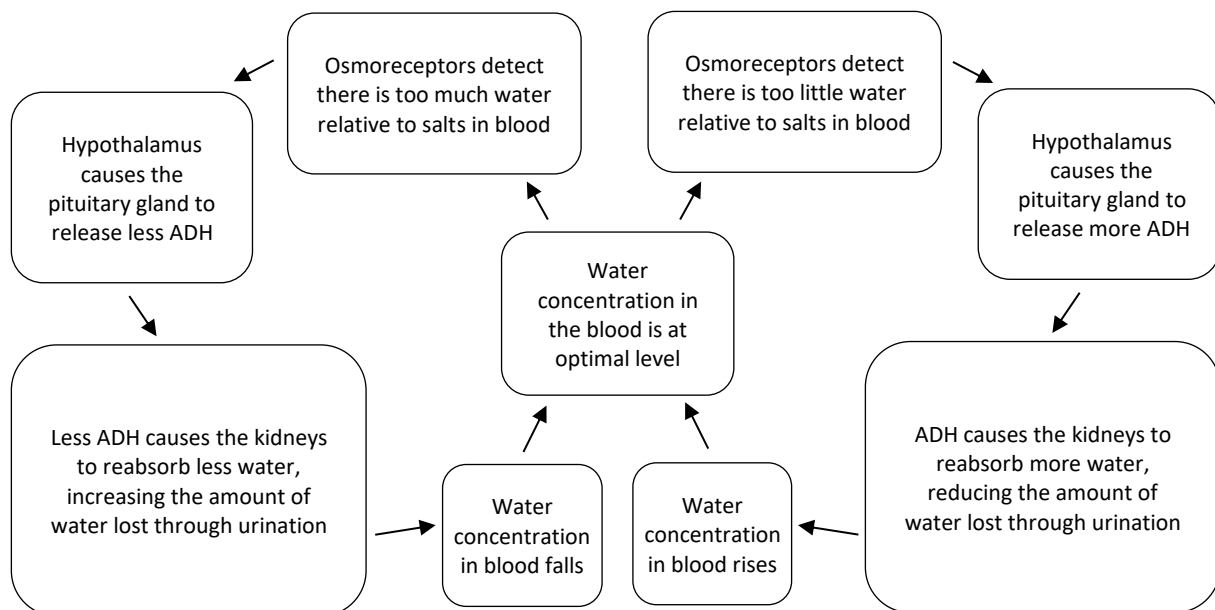 Osmoreceptors detect
there is too much water
relative to salts in blood
Osmoreceptors detect
there is too little water
relative to salts in blood
Hypothalamus
causes the
pituitary gland to
release less ADH
Hypothalamus
causes the
pituitary gland to
release more ADH
Water
concentration in
the blood is at
optimal level
Less ADH causes the kidneys
to reabsorb less water,
increasing the amount of
water lost through urination
Water
concentration
in blood falls
Water
concentration
in blood rises
ADH causes the kidneys to
reabsorb more water,
reducing the amount of
water lost through urination